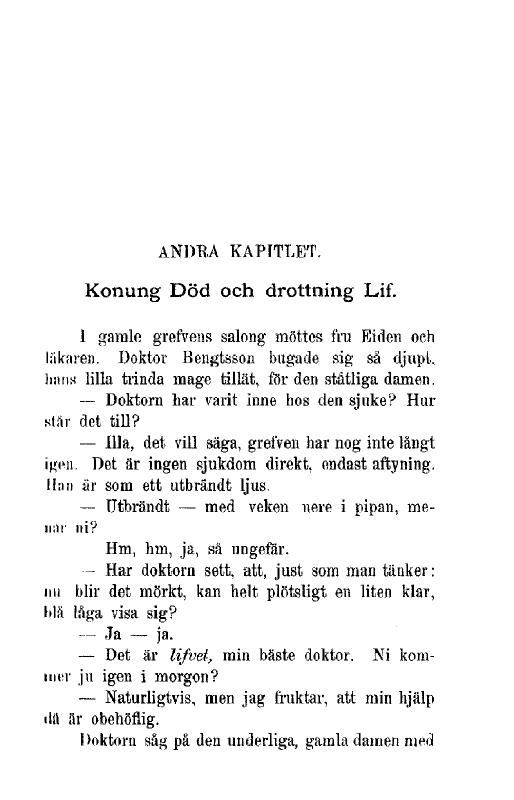 ANDRA KAPITLET.
Konung Död och drottning Lif.
I gamle grefvens salong möttes fru Eiden och
läkaren. Doktor Bengtsson bugade sig så djupt,
hans lilla trinda mage tillät, för den ståtliga damen.
— Doktorn har varit inne hos den sjuke? Hur
står det till?
— Illa, det vill säga, grefven har nog inte långt
igen. Det är ingen sjukdom direkt, endast aftyning.
Han är som ett utbrändt ljus.
— Utbrändt — med veken nere i pipan, me-
nar ni?
Hm, hm, ja, så ungefär.
— Har doktorn sett, att, just som man tänker:
nu blir det mörkt, kan helt plötsligt en liten klar,
blå låga visa sig?
— Ja — ja.
— Det är lifvet, min bäste doktor. Ni kom-
mer ju igen i morgon?
— Naturligtvis, men jag fruktar, att min hjälp
då är obehöflig.
Doktorn såg på den underliga, gamla damen med